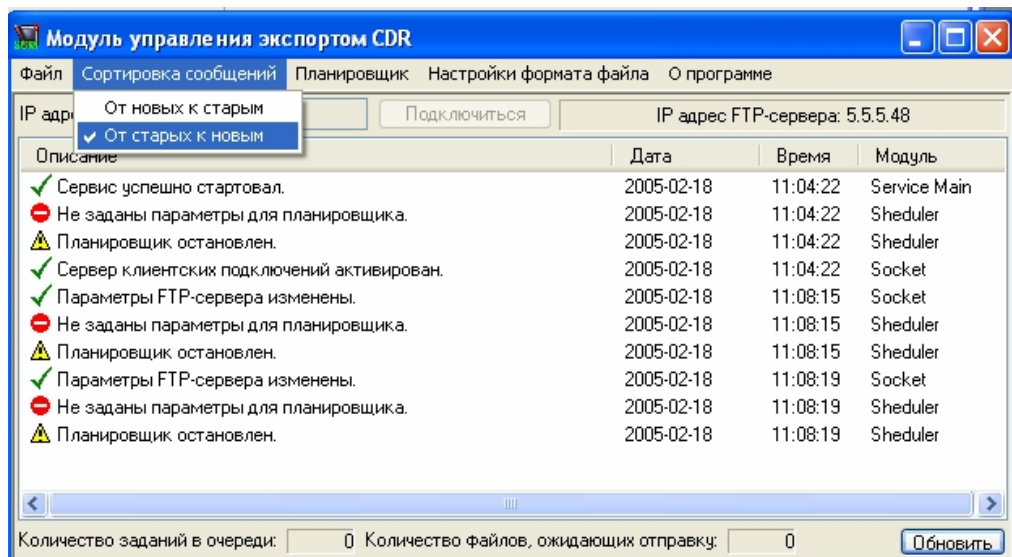 Модуль управления экспортом CDR
Файл Сортировка сообщений Планировщик Настройки формата файла О программе
От новых к старым
От старых к новым
IP Подключиться IP адрес FTP-сервера: 5.5.5.48
Описание Дата Время Модуль
Сервис успешно стартовал. 2005-02-18 11:04:22 Service Main
Не заданы параметры для планировщика. 2005-02-18 11:04:22 Sheduler
Планировщик остановлен. 2005-02-18 11:04:22 Sheduler
Сервер клиентских подключений активирован. 2005-02-18 11:04:22 Socket
Параметры FTP-сервера изменены. 2005-02-18 11:08:15 Socket
Не заданы параметры для планировщика. 2005-02-18 11:08:15 Sheduler
Планировщик остановлен. 2005-02-18 11:08:15 Sheduler
Параметры FTP-сервера изменены. 2005-02-18 11:08:19 Socket
Не заданы параметры для планировщика. 2005-02-18 11:08:19 Sheduler
Планировщик остановлен. 2005-02-18 11:08:19 Sheduler
Количество заданий в очереди: 0 Количество файлов, ожидающих отправку: 0 Обновить